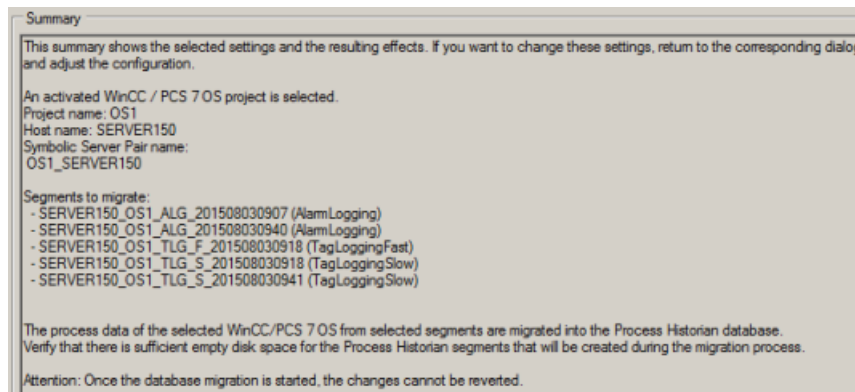 Summary
This summary shows the selected settings and the resulting effects. If you want to change these settings, return to the corresponding dialog
and adjust the configuration.
An activated WinCC / PCS 7 OS project is selected.
Project name: OS1
Host name: SERVER150
Symbolic Server Pair name:
OS1_SERVER150
Segments to migrate:
- SERVER150_OS1_ALG_201508030907 (AlarmLogging)
- SERVER150_OS1_ALG_201508030940 (AlarmLogging)
- SERVER150_OS1_TLG_F_201508030918 (TagLoggingFast)
- SERVER150_OS1_TLG_S_201508030918 (TagLoggingSlow)
- SERVER150_OS1_TLG_S_201508030941 (TagLoggingSlow)
The process data of the selected WinCC/PCS 7 OS from selected segments are migrated into the Process Historian database.
Verify that there is sufficient empty disk space for the Process Historian segments that will be created during the migration process.
Attention: Once the database migration is started, the changes cannot be reverted.